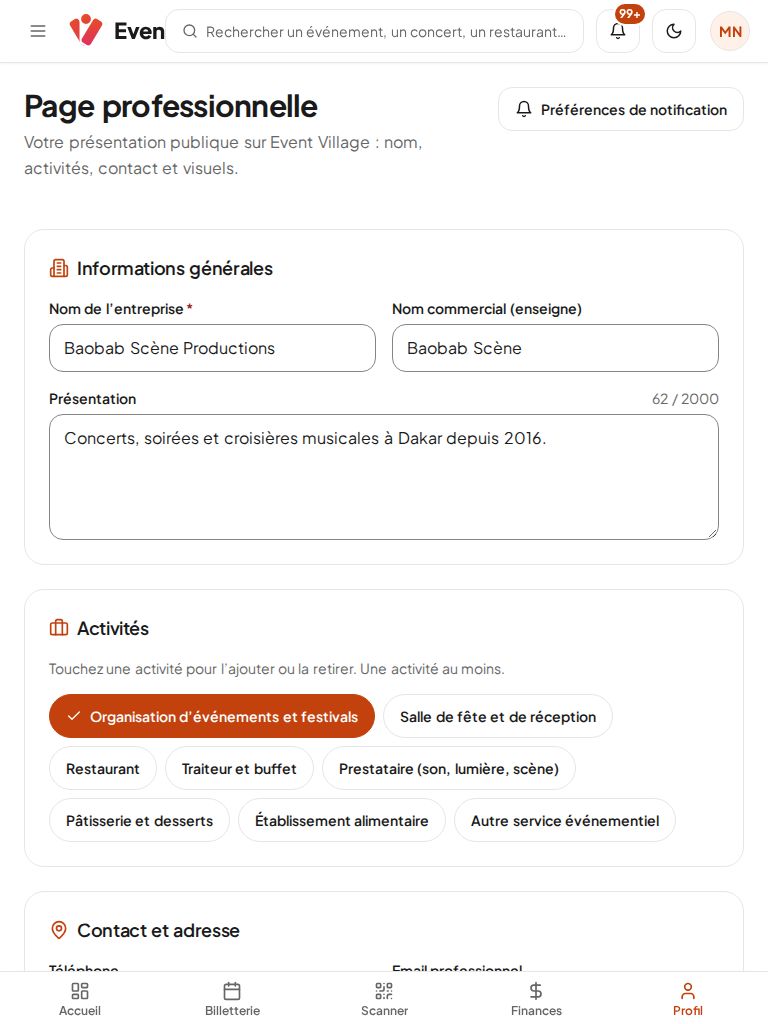 Even
Rechercher un événement, un concert, un restaurant…
99+
MN
Page professionnelle
Préférences de notification
Votre présentation publique sur Event Village : nom,
activités, contact et visuels.
Informations générales
Nom de l’entreprise *
Nom commercial (enseigne)
Baobab Scène Productions
Baobab Scène
Présentation
62 / 2000
Concerts, soirées et croisières musicales à Dakar depuis 2016.
Activités
Touchez une activité pour l’ajouter ou la retirer. Une activité au moins.
Organisation d’événements et festivals
Salle de fête et de réception
Restaurant
Traiteur et buffet
Prestataire (son, lumière, scène)
Pâtisserie et desserts
Établissement alimentaire
Autre service événementiel
Contact et adresse
Téléphone
Email professionnel
Accueil
Billetterie
Scanner
Finances
Profil